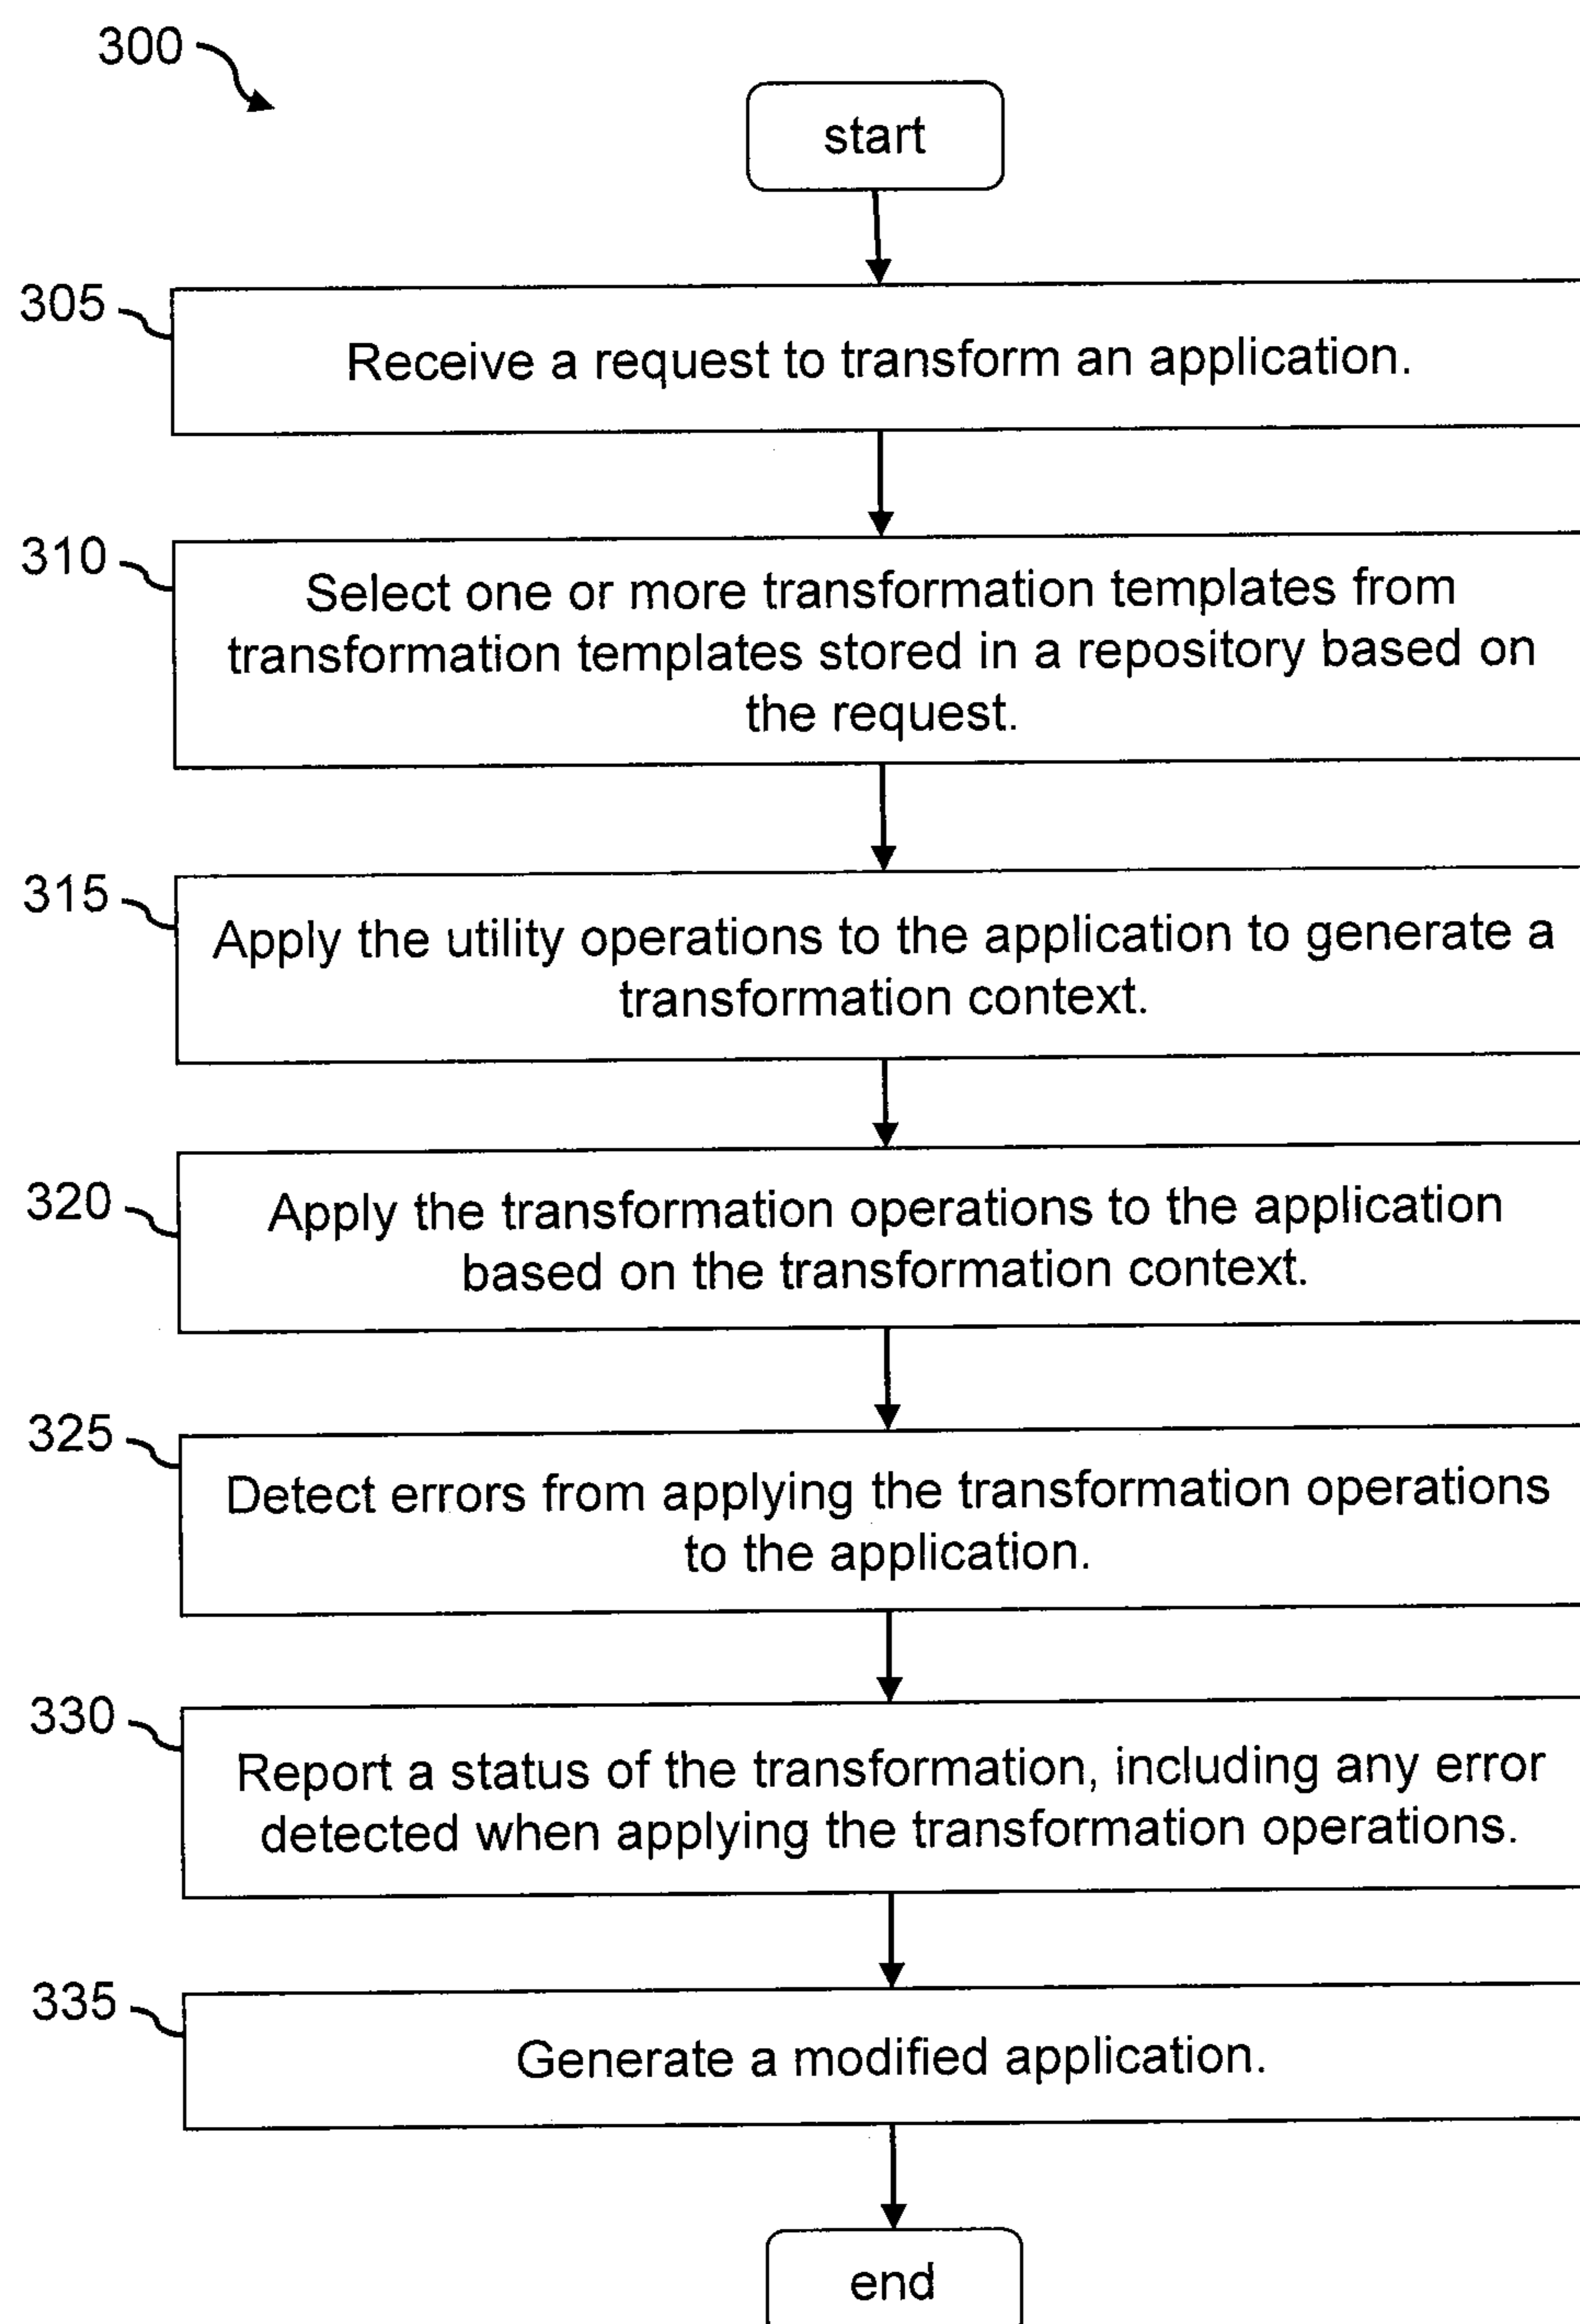 300
start
305
Receive a request to transform an application.
310
Select one or more transformation templates from
transformation templates stored in a repository based on
the request.
315
Apply the utility operations to the application to generate a
transformation context.
320
Apply the transformation operations to the application
based on the transformation context.
325
Detect errors from applying the transformation operations
to the application.
330
Report a status of the transformation, including any error
detected when applying the transformation operations.
335
Generate a modified application.
end